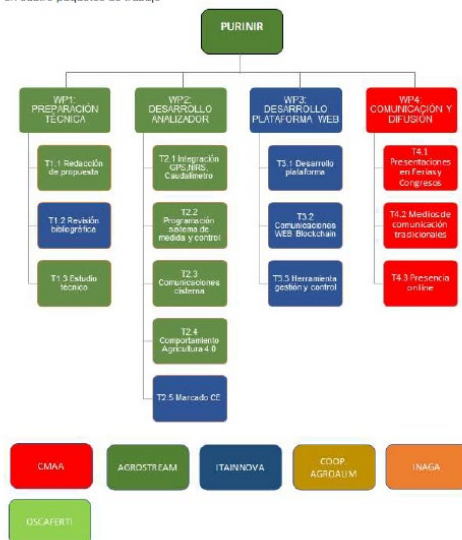 en cuatro paquetes de trabajo
PURINIR
WP1:
PREPARACIÓN
TÉCNICA
WP2:
DESARROLLO
ANALIZADOR
WP3:
DESARROLLO
PLATAFORMA WEB
WP4:
COMUNICACIÓN Y
DIFUSIÓN
T1.1 Redacción
de propuesta
T1.2 Revisión
bibliográfica
T1.3 Estudio
técnico
T2.1 Integración
GPS,NIRS,
Caudalímetro
T2.2
Programación
sistema de
medida y control
T2.3
Comunicaciones
cisterna
T2.4
Comportamiento
Agricultura 4.0
T2.5 Marcado CE
T3.1 Desarrollo
plataforma
T3.2
Comunicaciones
WEB Blockchain
T3.3 Herramienta
gestión y control
T4.1
Presentaciones
en Ferias y
Congresos
T4.2 Medios de
comunicación
tradicionales
T4.3 Presencia
online
CMAA
AGROSTREAM
ITAINNOVA
COOP.
AGROALIM
INAGA
OSCAFERTI